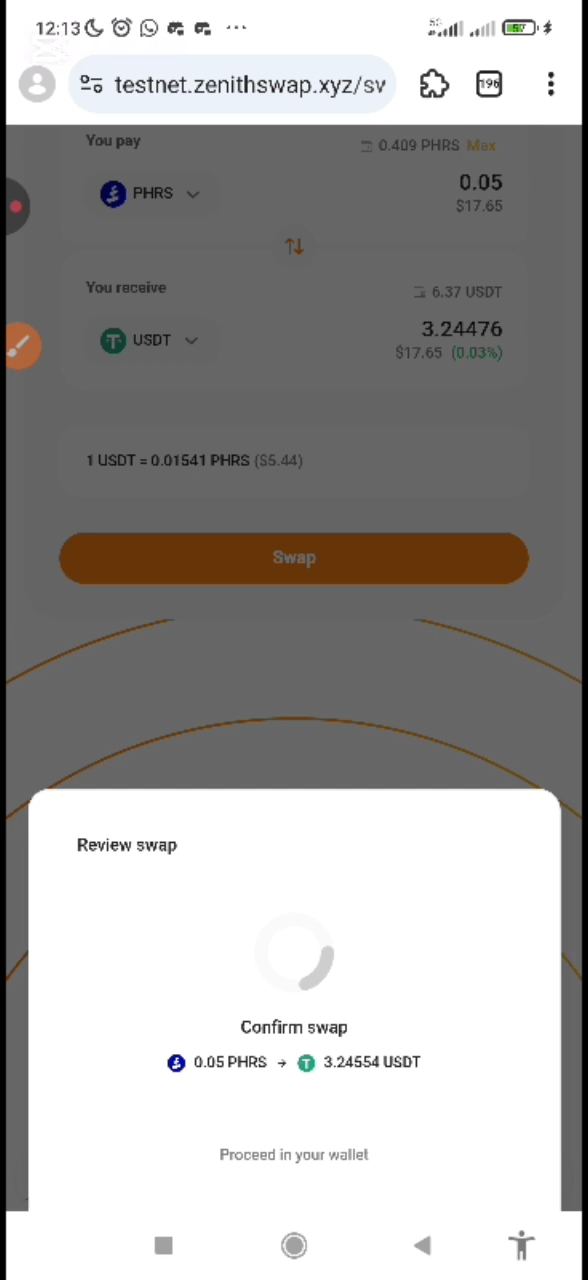 12:13
testnet.zenithswap.xyz/sv
196
You pay
0.409 PHRS Max
PHRS
0.05
$17.65
You receive
6.37 USDT
USDT
3.24476
$17.65 (0.03%)
1 USDT = 0.01541 PHRS ($5.44)
Swap
Review swap
Confirm swap
0.05 PHRS → 3.24554 USDT
Proceed in your wallet